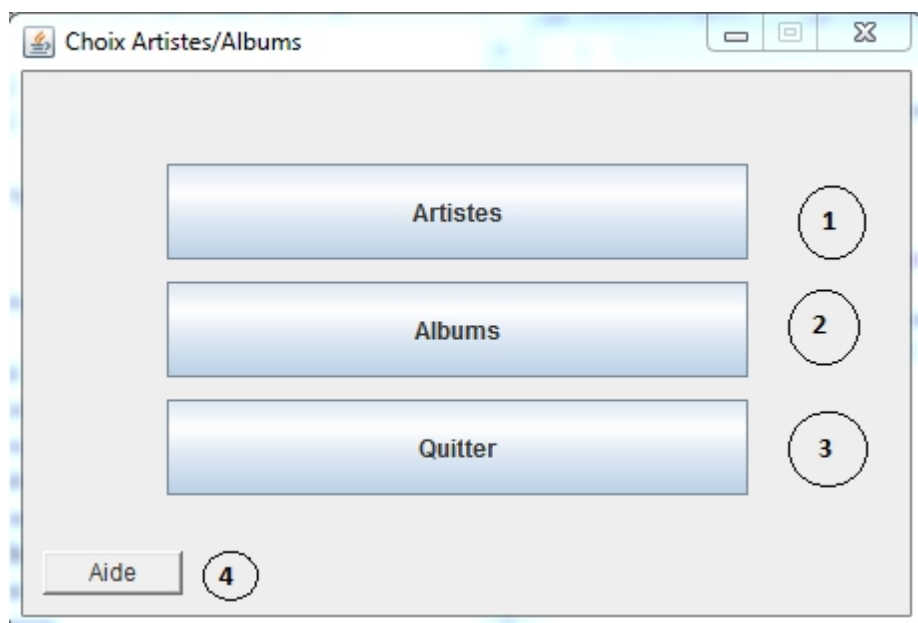 Choix Artistes/Albums
Artistes
1
Albums
2
Quitter
3
Aide
4